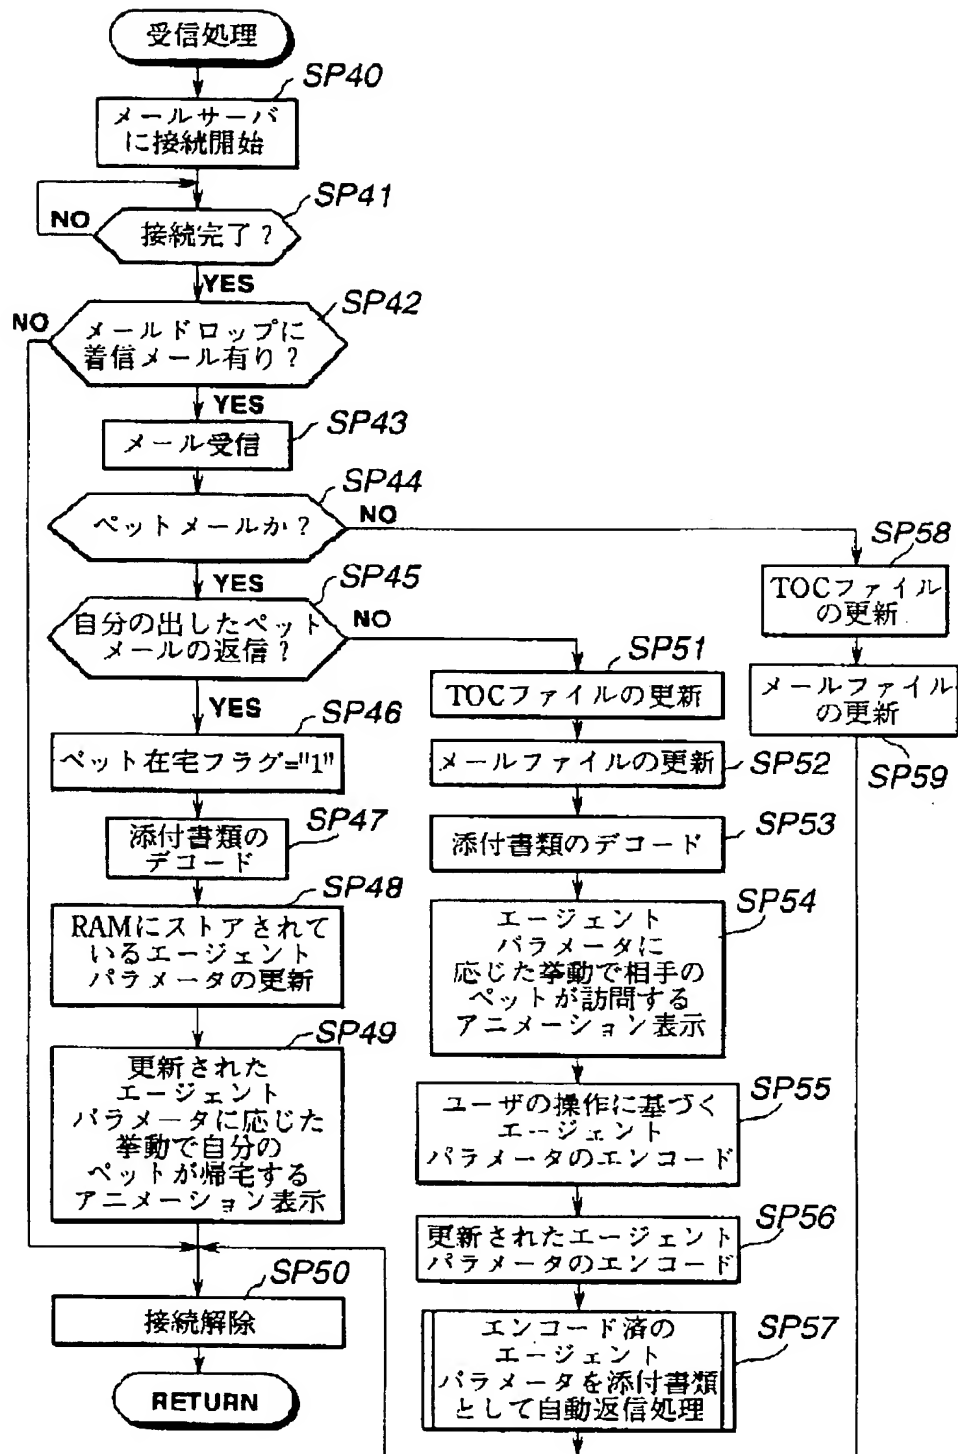 受信処理
SP40
メールサーバ
に接続開始
SP41
NO
接続完了？
YES
SP42
NO
メールドロップに
着信メール有り？
YES
SP43
メール受信
SP44
ペットメールか？
NO
YES
SP45
自分の出したペット
メールの返信？
NO
YES
SP46
ペット在宅フラグ="1"
SP47
添付書類の
デコード
SP48
RAMにストアされて
いるエージェント
パラメータの更新
SP49
更新された
エージェント
パラメータに応じた
挙動で自分の
ペットが帰宅する
アニメーション表示
SP50
接続解除
RETURN
SP51
TOCファイルの更新
メールファイルの更新
SP52
SP53
添付書類のデコード
SP54
エージェント
パラメータに
応じた挙動で相手の
ペットが訪問する
アニメーション表示
SP55
ユーザの操作に基づく
エージェント
パラメータのエンコード
SP56
更新されたエージェント
パラメータのエンコード
SP57
エンコード済の
エージェント
パラメータを添付書類
として自動返信処理
SP58
TOCファイル
の更新
メールファイル
の更新
SP59